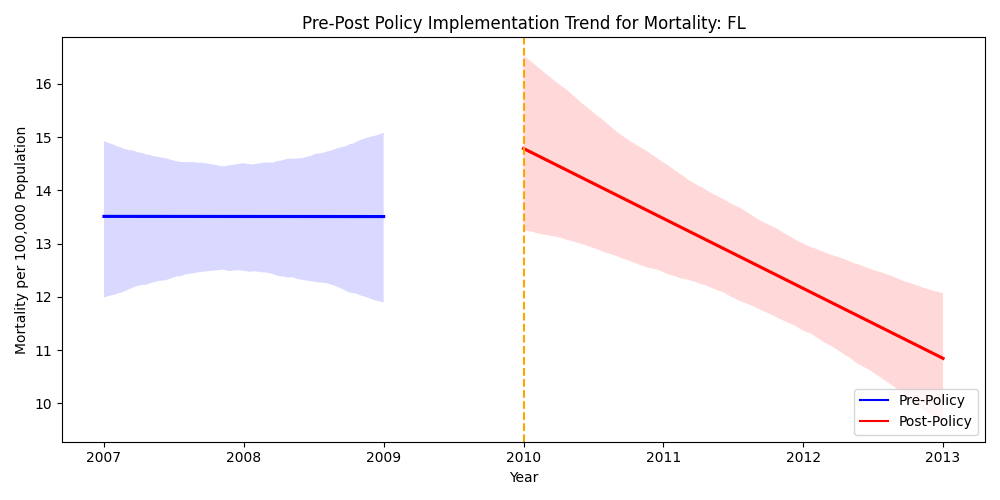 Pre-Post Policy Implementation Trend for Mortality: FL
Mortality per 100,000 Population
16
15
14
13
12
11
10
2007 2008 2009 2010 2011 2012 2013
Year
Pre-Policy
Post-Policy